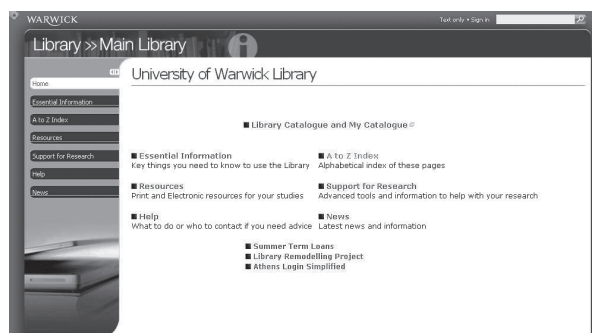 WARWICK
Text only • Sign in
Library >> Main Library
Home
Essential Information
A to Z Index
Resources
Support for Research
Help
News
University of Warwick Library
Library Catalogue and My Catalogue
Essential Information
Key things you need to know to use the Library
A to Z Index
Alphabetical index of these pages
Resources
Print and Electronic resources for your studies
Support for Research
Advanced tools and information to help with your research
Help
What to do or who to contact if you need advice
News
Latest news and information
Summer Term Loans
Library Remodelling Project
Athens Login Simplified